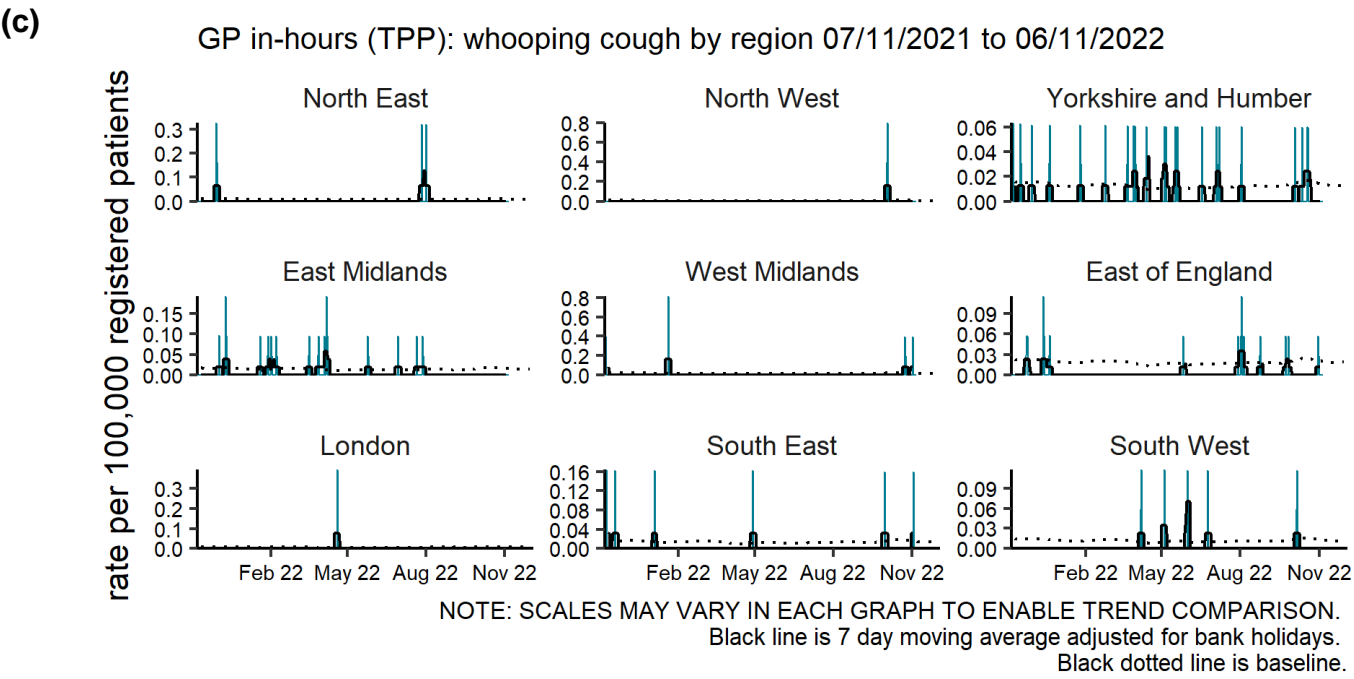 (c)
GP in-hours (TPP): whooping cough by region 07/11/2021 to 06/11/2022
rate per 100,000 registered patients
North East
0.3
0.2
0.1
0.0
North West
0.8
0.6
0.4
0.2
0.0
Yorkshire and Humber
0.06
0.04
0.02
0.00
East Midlands
0.15
0.10
0.05
0.00
West Midlands
0.8
0.6
0.4
0.2
0.0
East of England
0.09
0.06
0.03
0.00
London
0.3
0.2
0.1
0.0
South East
0.16
0.12
0.08
0.04
0.00
South West
0.09
0.06
0.03
0.00
Feb 22 May 22 Aug 22 Nov 22
Feb 22 May 22 Aug 22 Nov 22
Feb 22 May 22 Aug 22 Nov 22
NOTE: SCALES MAY VARY IN EACH GRAPH TO ENABLE TREND COMPARISON.
Black line is 7 day moving average adjusted for bank holidays.
Black dotted line is baseline.